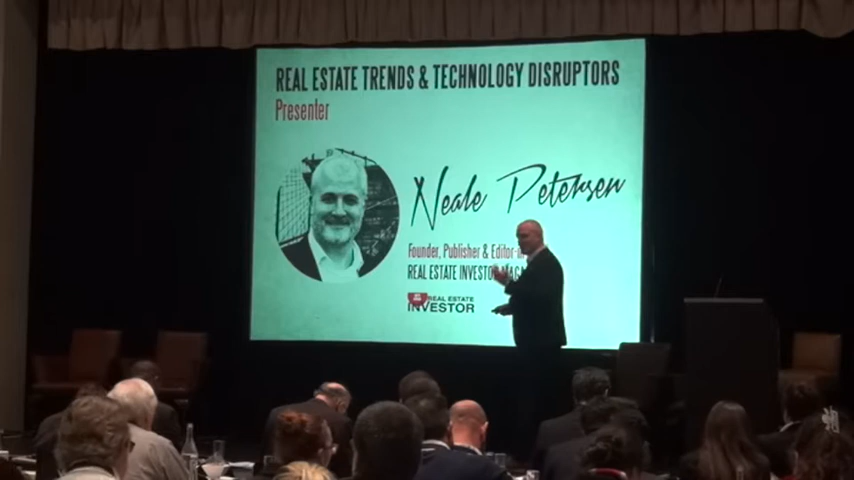 REAL ESTATE TRENDS & TECHNOLOGY DISRUPTORS
Presenter
Neale Petersen
Founder, Publisher & Editor-in
REAL ESTATE INVESTOR MAGA
REAL ESTATE
INVESTOR